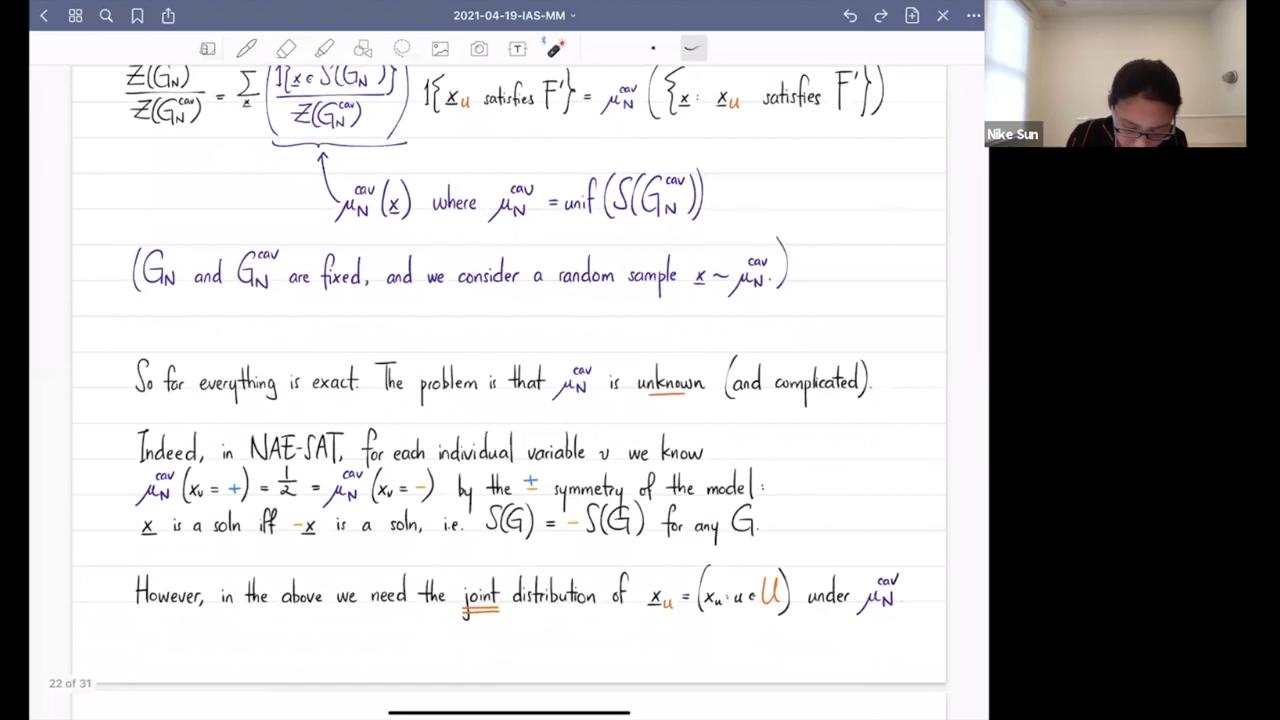 2021-04-19-IAS-MM
Nike Sun
Z(G_N)/Z(G_N^cav) = Σ_x (1{x ∈ S(G_N)}/Z(G_N^cav)) 1{x_U satisfies F'} = μ_N^cav({x : x_U satisfies F'})
μ_N^cav(x) where μ_N^cav = unif(S(G_N^cav))
(G_N and G_N^cav are fixed, and we consider a random sample x ~ μ_N^cav.)
So far everything is exact. The problem is that μ_N^cav is unknown (and complicated).
Indeed, in NAE-SAT, for each individual variable v we know
μ_N^cav(x_v = +) = 1/2 = μ_N^cav(x_v = -) by the ± symmetry of the model:
x is a soln iff -x is a soln, i.e. S(G) = -S(G) for any G.
However, in the above we need the joint distribution of x_U = (x_u : u ∈ U) under μ_N^cav
22 of 31